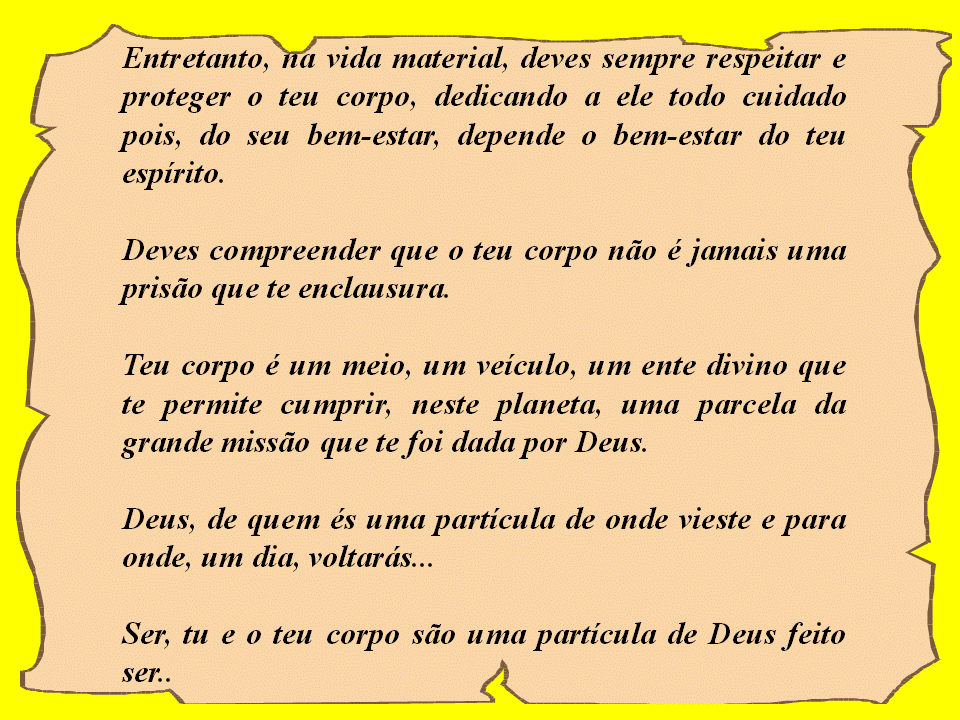 Entretanto, na vida material, deves sempre respeitar e
proteger o teu corpo, dedicando a ele todo cuidado
pois, do seu bem-estar, depende o bem-estar do teu
espírito.
Deves compreender que o teu corpo não é jamais uma
prisão que te enclausura.
Teu corpo é um meio, um veículo, um ente divino que
te permite cumprir, neste planeta, uma parcela da
grande missão que te foi dada por Deus.
Deus, de quem és uma partícula de onde vieste e para
onde, um dia, voltarás...
Ser, tu e o teu corpo são uma partícula de Deus feito
ser..